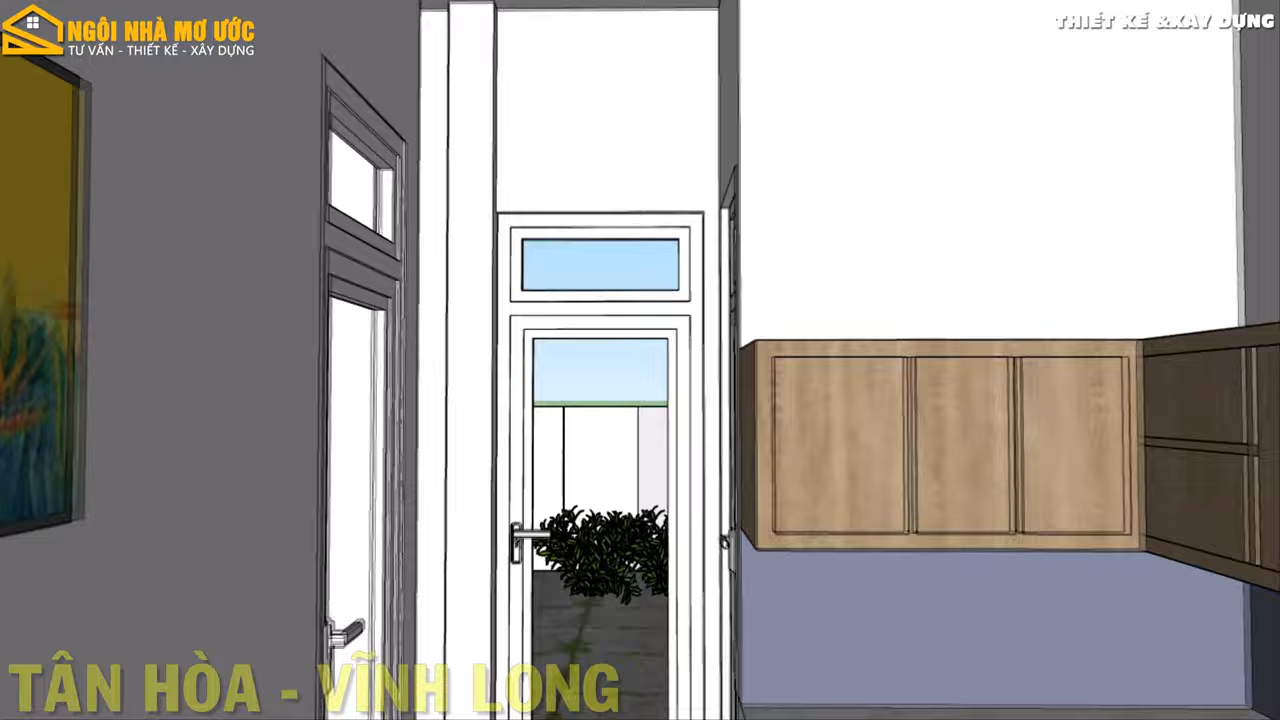 NGÔI NHÀ MƠ ƯỚC
TƯ VẤN - THIẾT KẾ - XÂY DỰNG
THIẾT KẾ &XÂY DỰNG
TÂN HÒA - VĨNH LONG